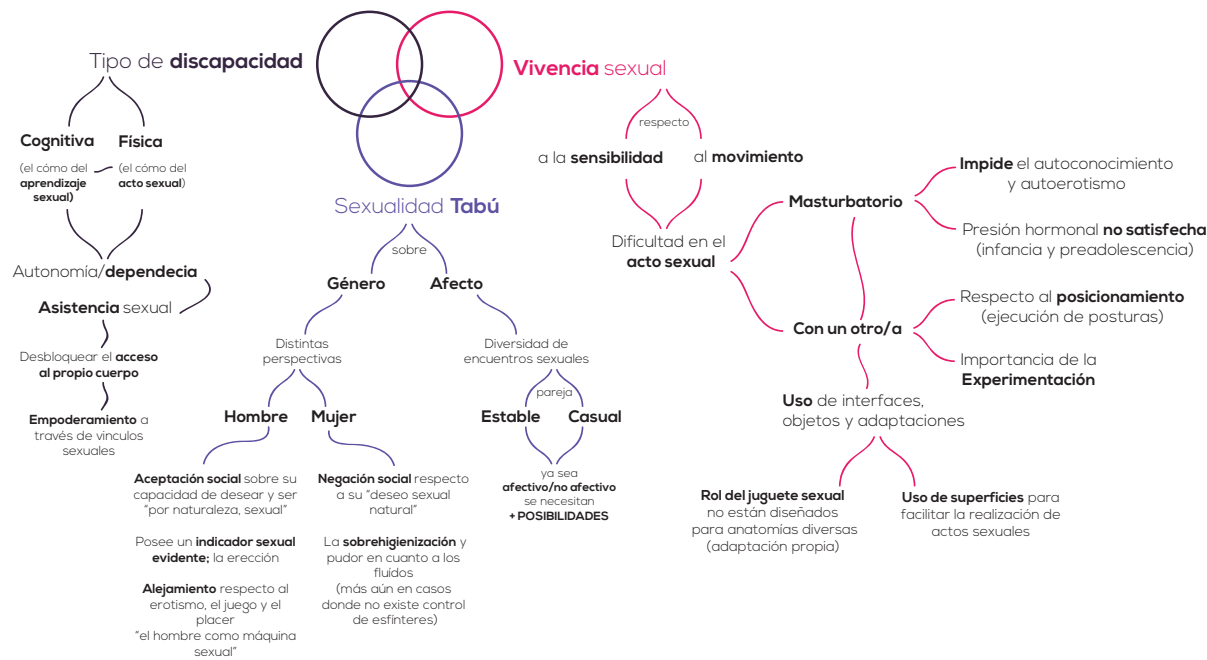 Tipo de discapacidad
Cognitiva
Física
(el cómo del
aprendizaje
sexual)
(el cómo del
acto sexual)
Autonomía/dependecia
Asistencia sexual
Desbloquear el acceso
al propio cuerpo
Empoderamiento a
través de vinculos
sexuales
Sexualidad Tabú
sobre
Género
Afecto
Distintas
perspectivas
Hombre
Mujer
Aceptación social sobre su
capacidad de desear y ser
"por naturaleza, sexual"
Posee un indicador sexual
evidente; la erección
Alejamiento respecto al
erotismo, el juego y el
placer
"el hombre como máquina
sexual"
Negación social respecto
a su "deseo sexual
natural"
La sobrehigienización y
pudor en cuanto a los
fluídos
(más aún en casos
donde no existe control
de esfínteres)
Diversidad de
encuentros sexuales
pareja
Estable
Casual
ya sea
afectivo/no afectivo
se necesitan
+ POSIBILIDADES
Vivencia sexual
respecto
a la sensibilidad
al movimiento
Dificultad en el
acto sexual
Masturbatorio
Impide el autoconocimiento
y autoerotismo
Presión hormonal no satisfecha
(infancia y preadolescencia)
Con un otro/a
Respecto al posicionamiento
(ejecución de posturas)
Importancia de la
Experimentación
Uso de interfaces,
objetos y adaptaciones
Rol del juguete sexual
no están diseñados
para anatomías diversas
(adaptación propia)
Uso de superficies para
facilitar la realización de
actos sexuales